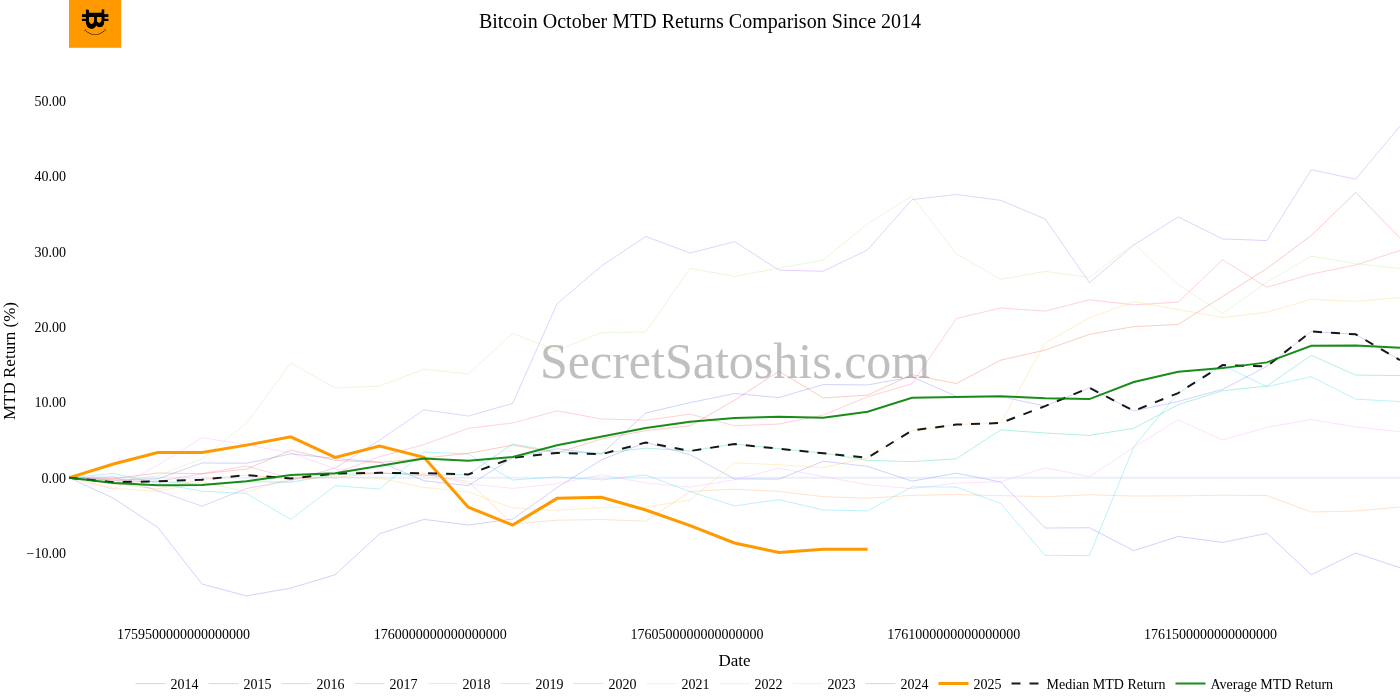 Bitcoin October MTD Returns Comparison Since 2014
50.00
40.00
30.00
20.00
10.00
0.00
−10.00
MTD Return (%)
SecretSatoshis.com
1759500000000000000 1760000000000000000 1760500000000000000 1761000000000000000 1761500000000000000
Date
2014 2015 2016 2017 2018 2019 2020 2021 2022 2023 2024 2025 Median MTD Return Average MTD Return